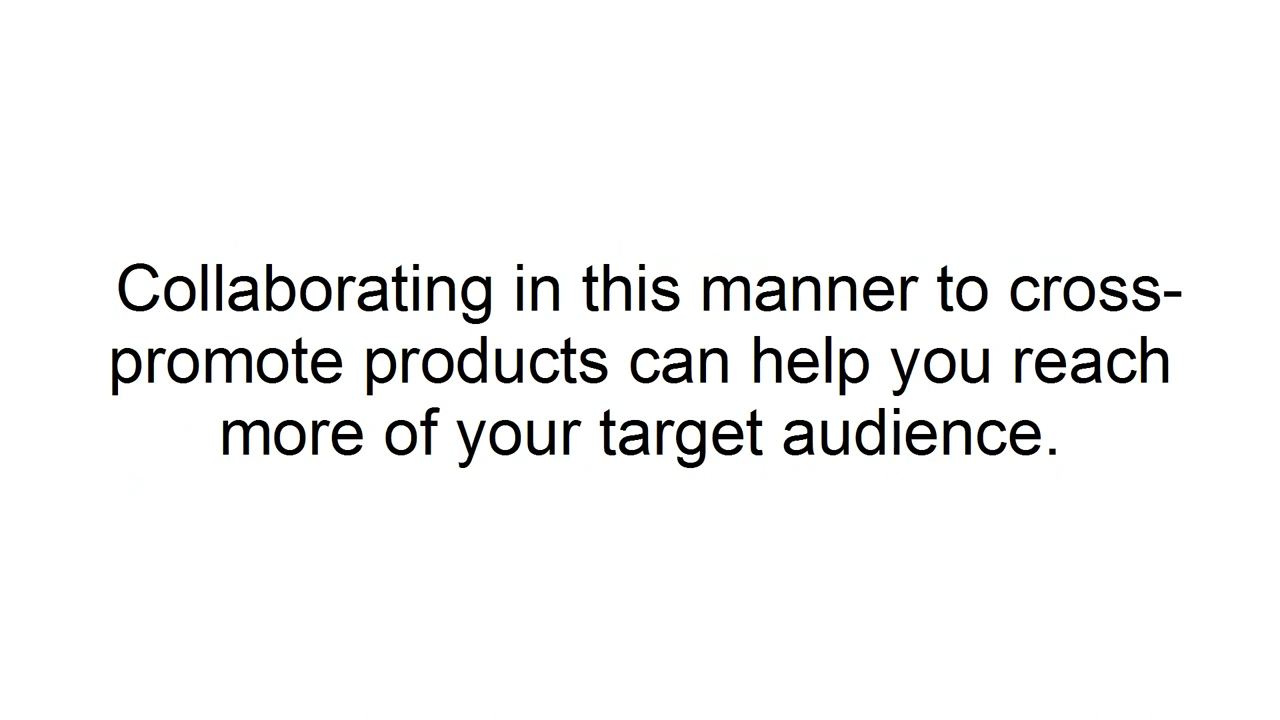 Collaborating in this manner to cross-
promote products can help you reach
more of your target audience.